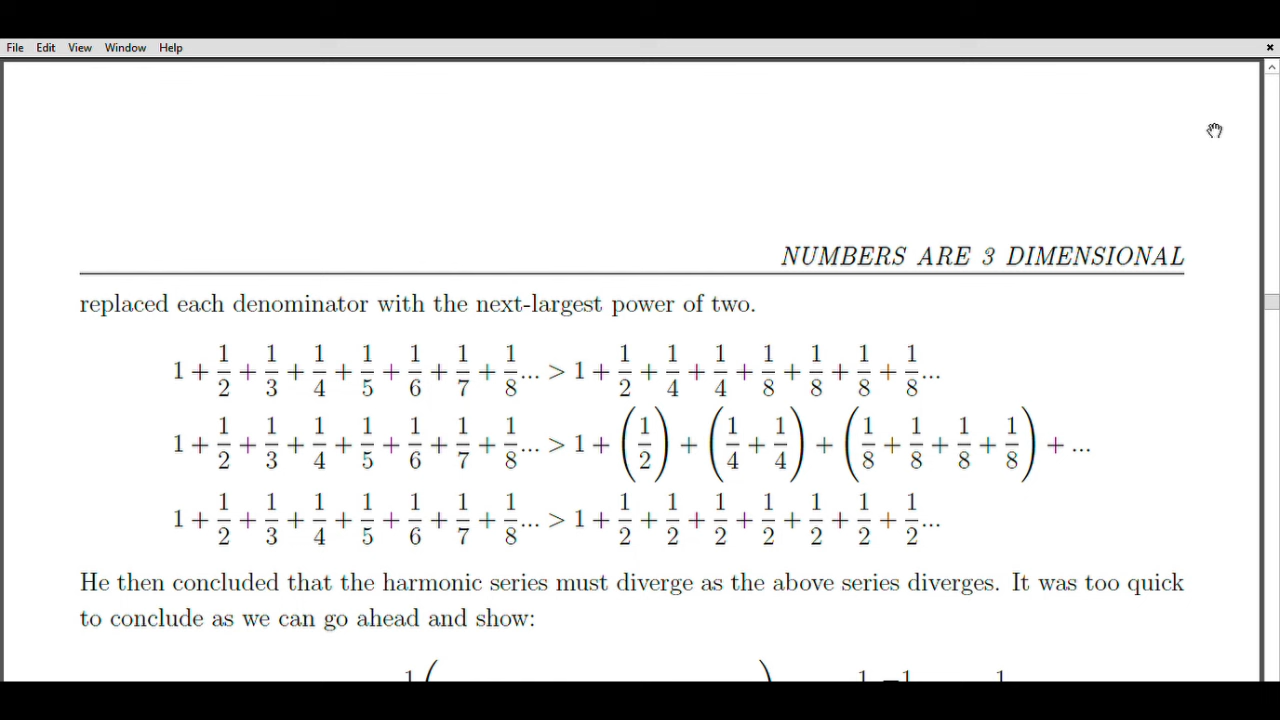 File Edit View Window Help
NUMBERS ARE 3 DIMENSIONAL
replaced each denominator with the next-largest power of two.
1 + 1/2 + 1/3 + 1/4 + 1/5 + 1/6 + 1/7 + 1/8 ... > 1 + 1/2 + 1/4 + 1/4 + 1/8 + 1/8 + 1/8 + 1/8 ...
1 + 1/2 + 1/3 + 1/4 + 1/5 + 1/6 + 1/7 + 1/8 ... > 1 + (1/2) + (1/4 + 1/4) + (1/8 + 1/8 + 1/8 + 1/8) + ...
1 + 1/2 + 1/3 + 1/4 + 1/5 + 1/6 + 1/7 + 1/8 ... > 1 + 1/2 + 1/2 + 1/2 + 1/2 + 1/2 + 1/2 + 1/2 ...
He then concluded that the harmonic series must diverge as the above series diverges. It was too quick
to conclude as we can go ahead and show: